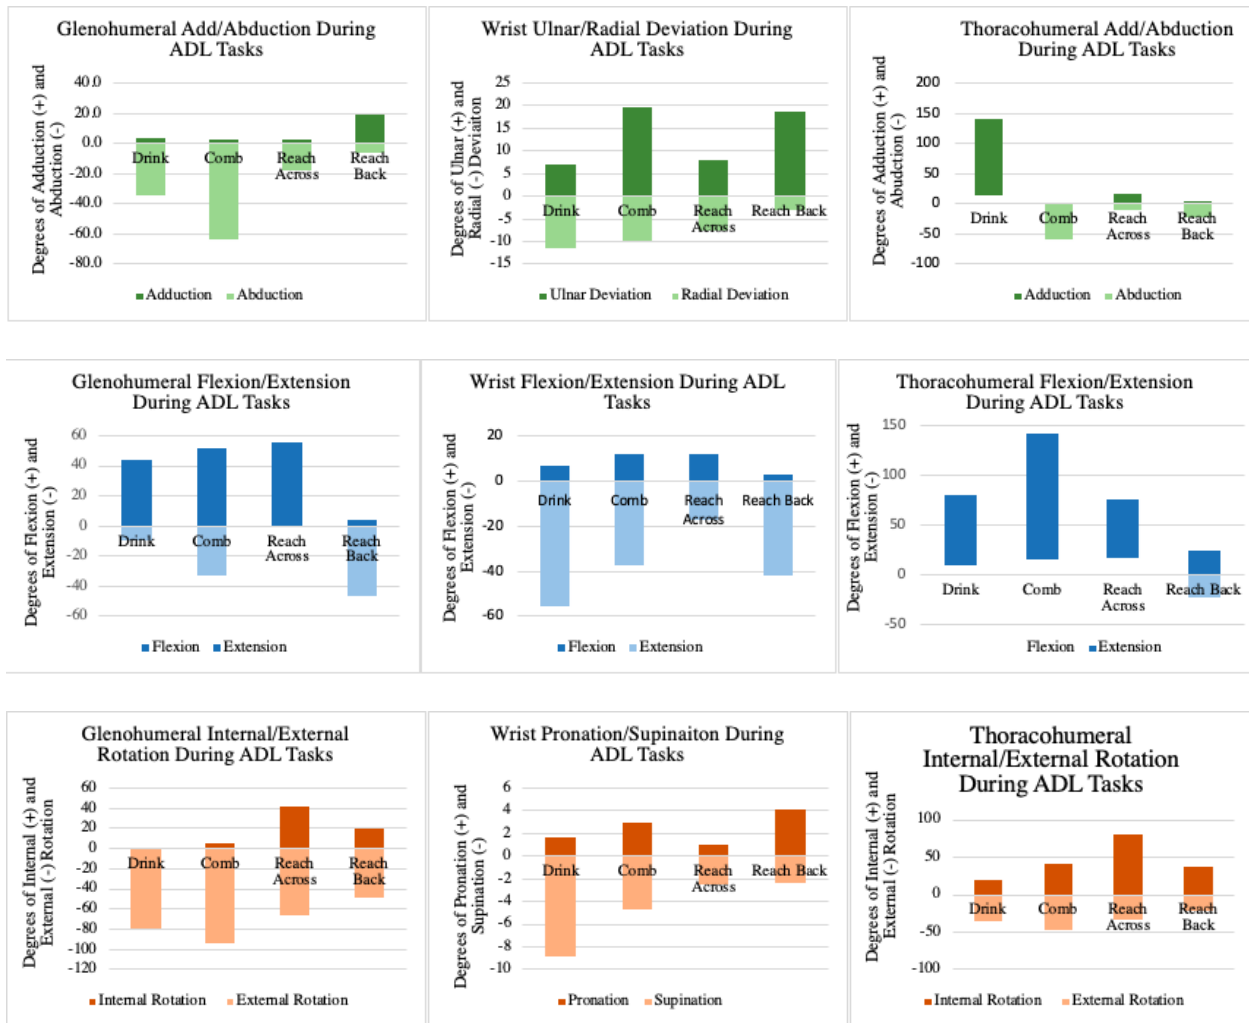 Glenohumeral Add/Abduction During
ADL Tasks
Degrees of Adduction (+) and
Abduction (-)
40.0
20.0
0.0
-20.0
-40.0
-60.0
-80.0
Drink
Comb
Reach
Across
Reach
Back
Adduction
Abduction
Wrist Ulnar/Radial Deviation During
ADL Tasks
Degrees of Ulnar (+) and
Radial (-) Deviaiton
25
20
15
10
5
0
-5
-10
-15
Drink
Comb
Reach
Across
Reach Back
Ulnar Deviation
Radial Deviation
Thoracohumeral Add/Abduction
During ADL Tasks
Degrees of Adduction (+) and
Abudction (-)
200
150
100
50
0
-50
-100
Drink
Comb
Reach
Across
Reach
Back
Adduction
Abduction
Glenohumeral Flexion/Extension
During ADL Tasks
Degrees of Flexion (+) and
Extension (-)
60
40
20
0
-20
-40
-60
Drink
Comb
Reach
Across
Reach
Back
Flexion
Extension
Wrist Flexion/Extension During ADL
Tasks
Degrees of Flexion (+) and
Extension (-)
20
0
-20
-40
-60
Drink
Comb
Reach
Across
Reach Back
Flexion
Extension
Thoracohumeral Flexion/Extension
During ADL Tasks
Degrees of Flexion (+) and
Extension (-)
150
100
50
0
-50
Drink
Comb
Reach
Across
Reach Back
Flexion
Extension
Glenohumeral Internal/External
Rotation During ADL Tasks
Degrees of Internal (+) and
External (-) Rotation
60
40
20
0
-20
-40
-60
-80
-100
-120
Drink
Comb
Reach
Across
Reach
Back
Internal Rotation
External Rotation
Wrist Pronation/Supinaiton During
ADL Tasks
Degrees of Pronation (+) and
Supination (-)
6
4
2
0
-2
-4
-6
-8
-10
Drink
Comb
Reach
Across
Reach Back
Pronation
Supination
Thoracohumeral
Internal/External Rotation
During ADL Tasks
Degrees of Internal (+) and
External (-) Rotation
100
50
0
-50
-100
Drink
Comb
Reach
Across
Reach
Back
Internal Rotation
External Rotation